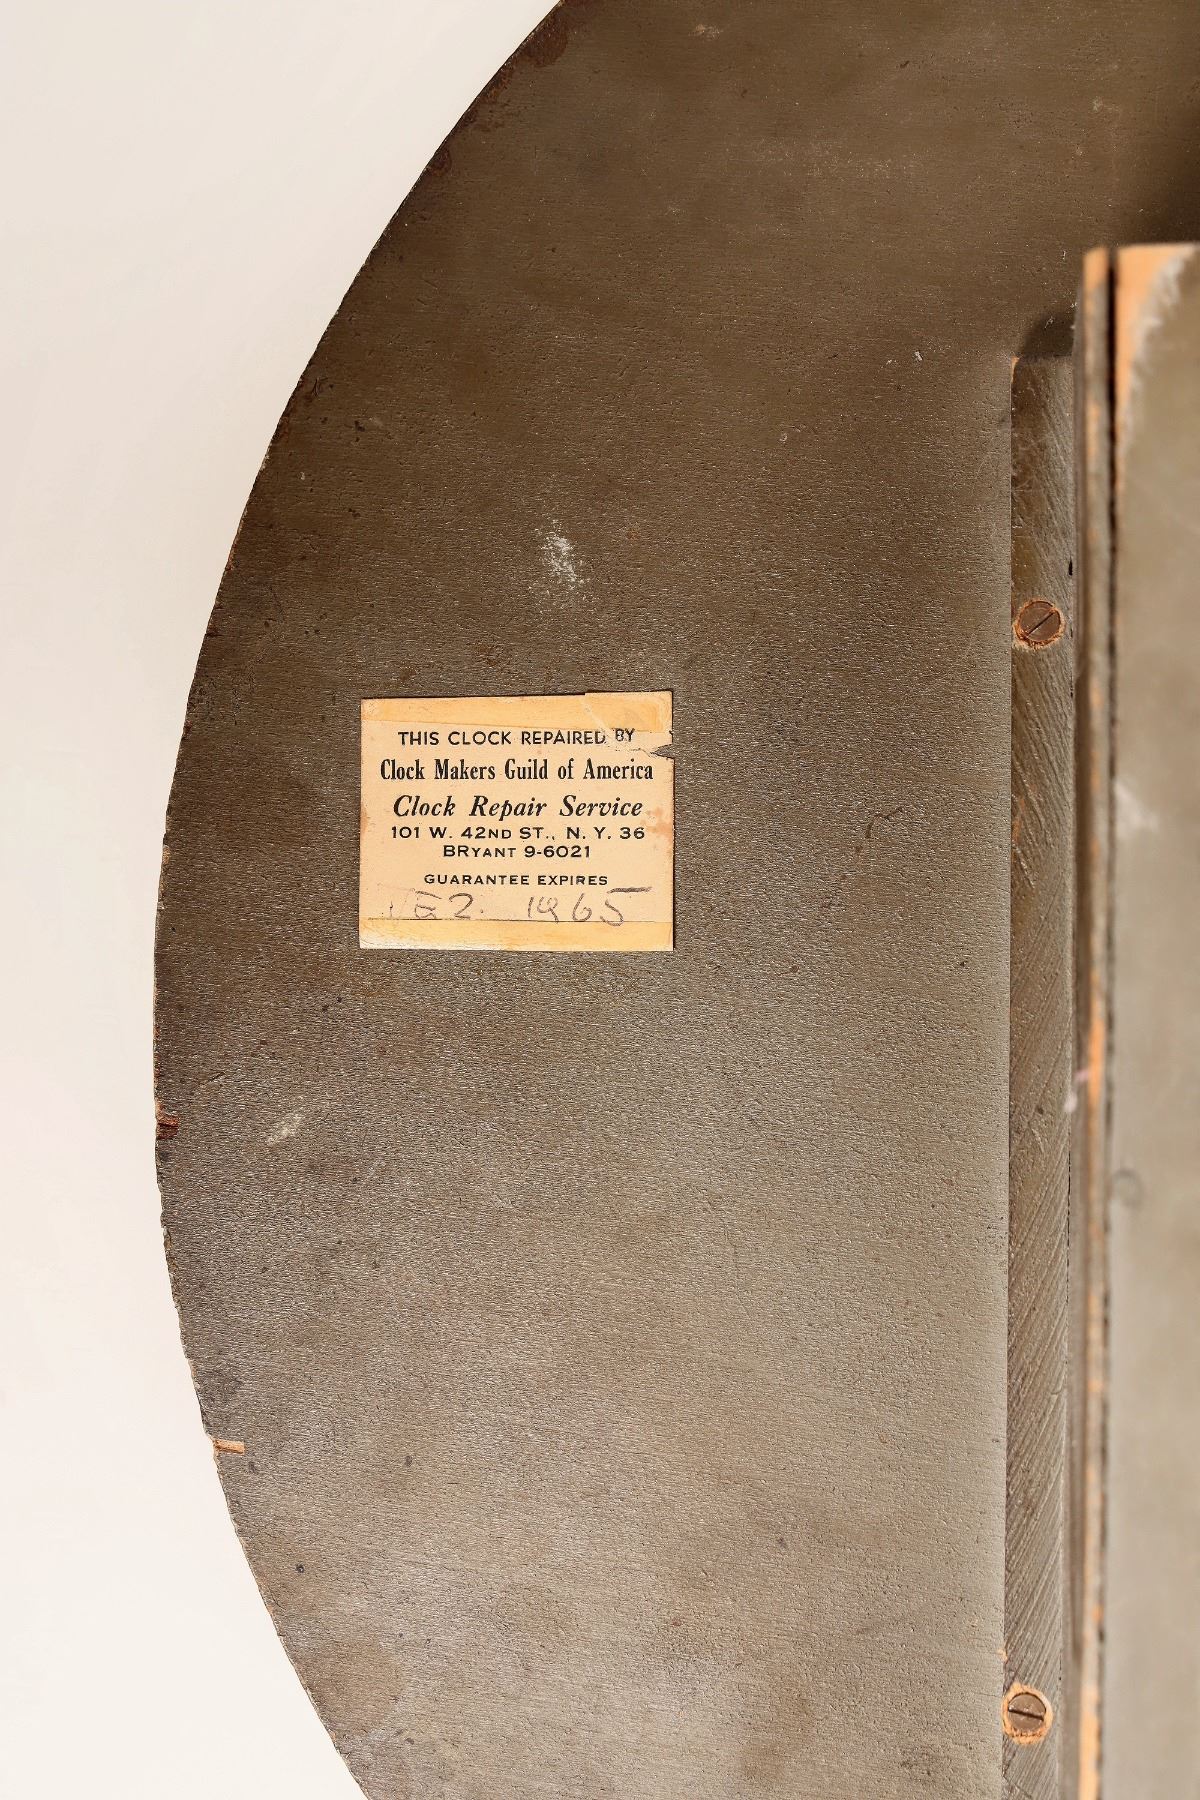 THIS CLOCK REPAIRED BY
Clock Makers Guild of America
Clock Repair Service
101 W. 42ND ST., N. Y. 36
BRYANT 9-6021
GUARANTEE EXPIRES
2. 1965